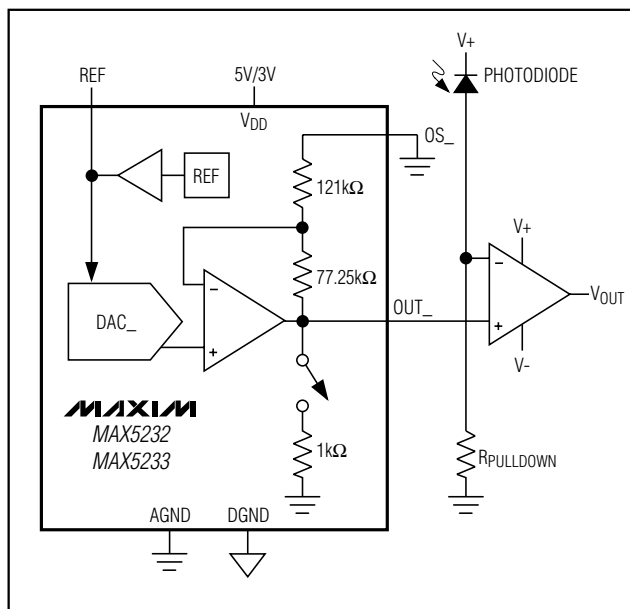 REF
5V/3V
V+
PHOTODIODE
VDD
OS_
REF
121kΩ
77.25kΩ
V+
−
DAC_
−
+
OUT_
+
VOUT
V-
MAXIM
MAX5232
MAX5233
1kΩ
RPULLDOWN
AGND
DGND